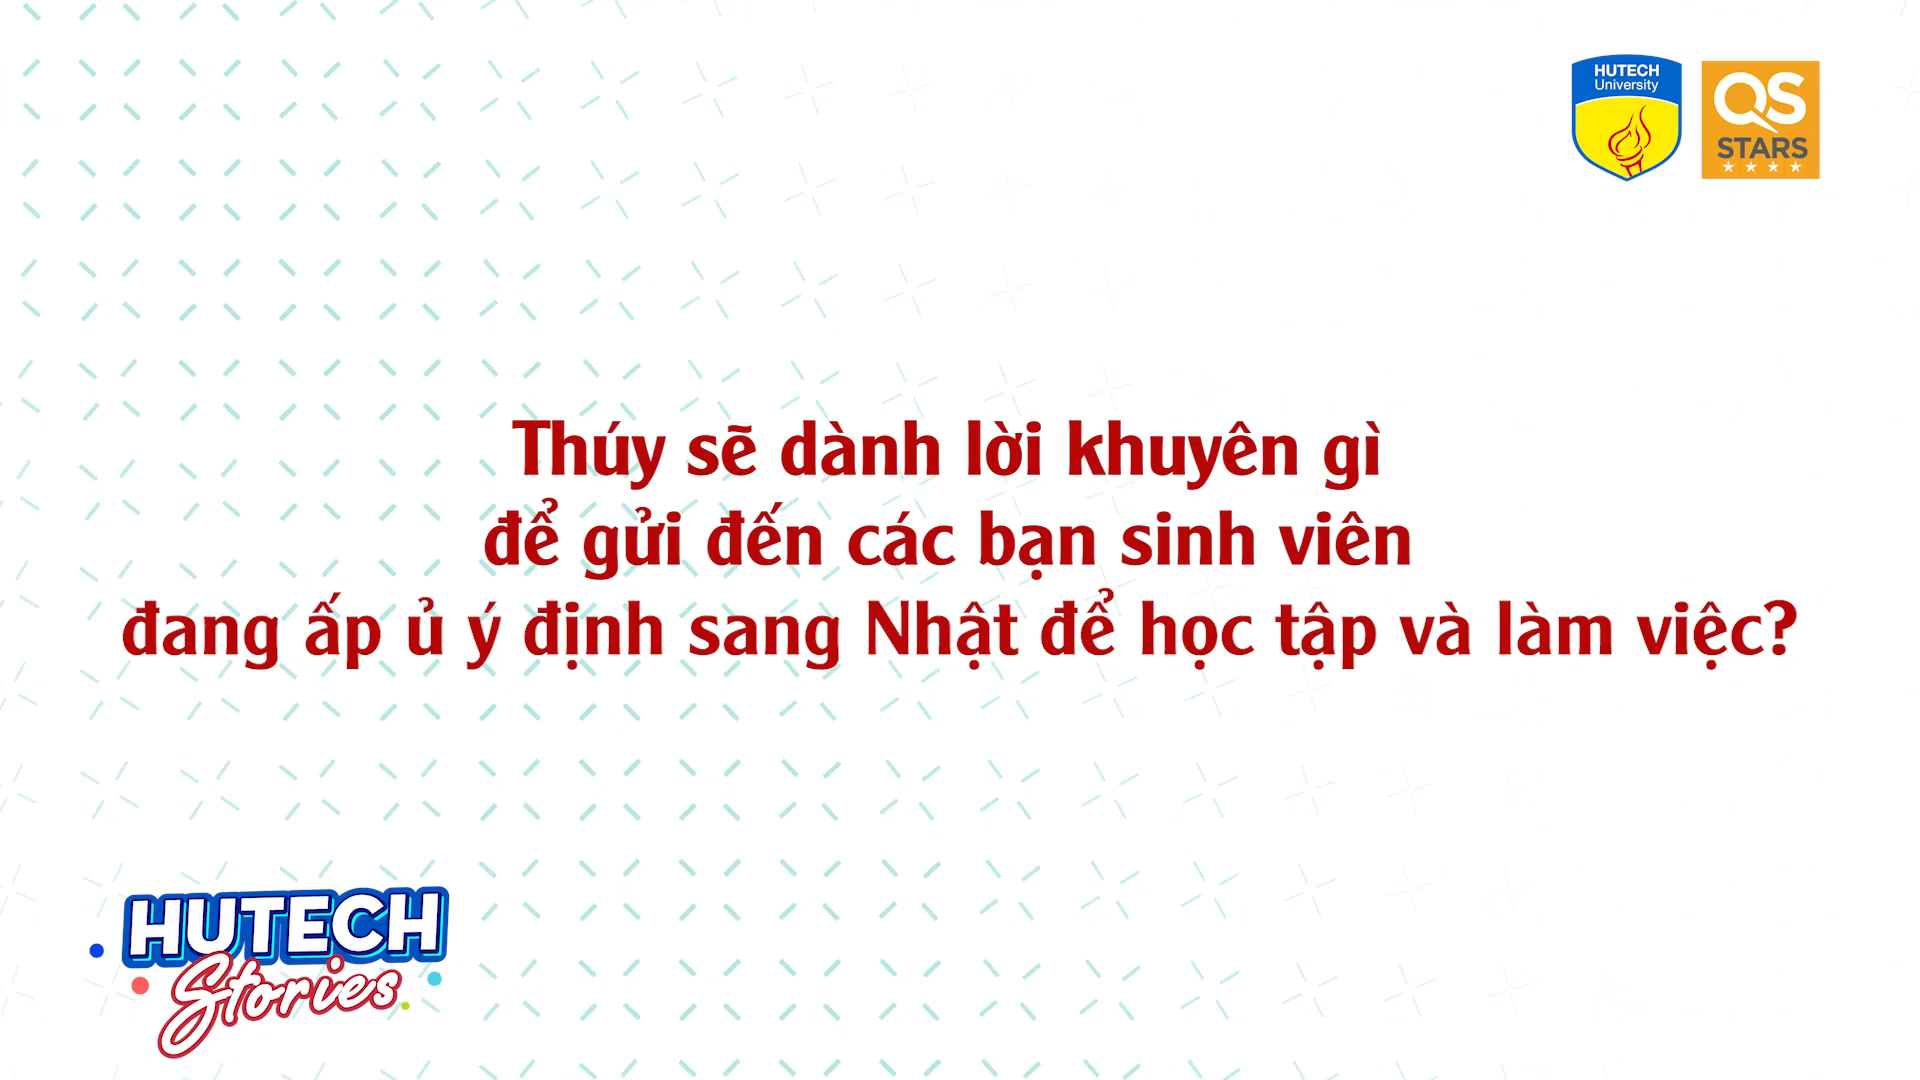 HUTECH
University
QS
STARS
Thúy sẽ dành lời khuyên gì
để gửi đến các bạn sinh viên
đang ấp ủ ý định sang Nhật để học tập và làm việc?
HUTECH
Stories